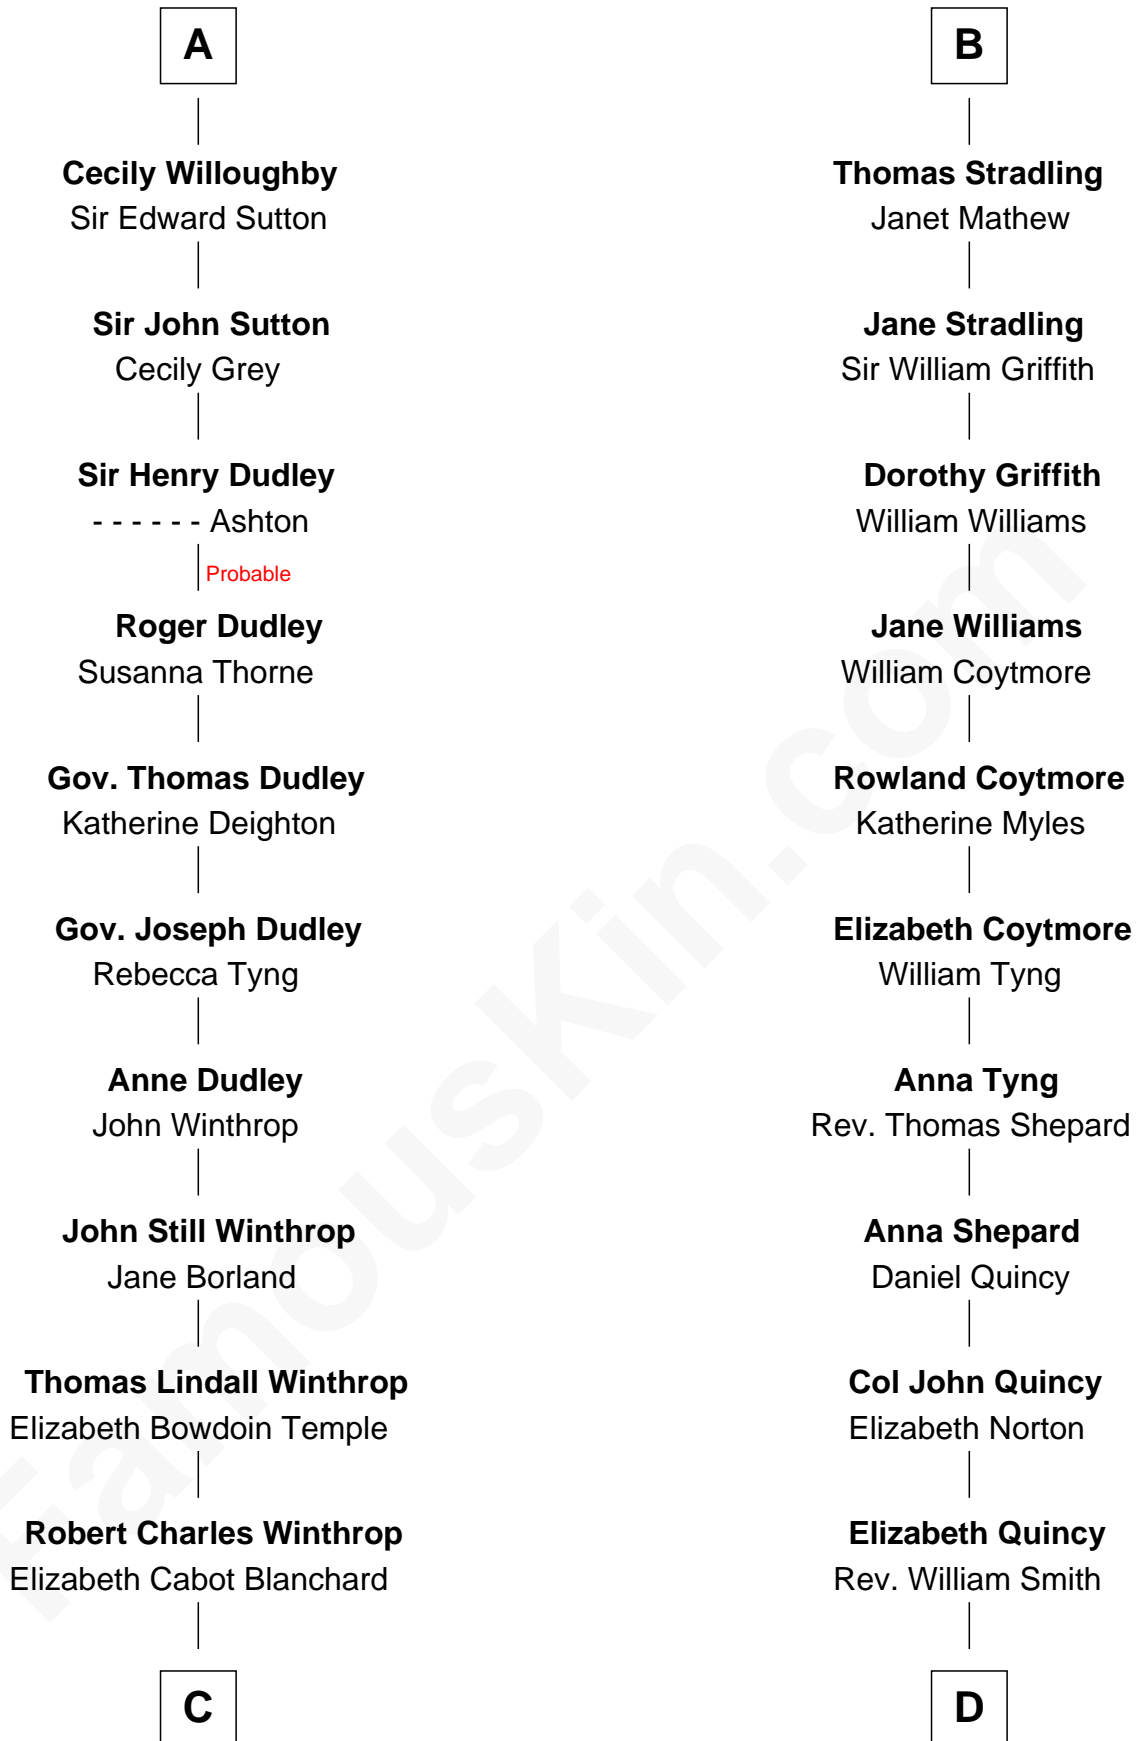 A
Cecily Willoughby
Sir Edward Sutton
Sir John Sutton
Cecily Grey
Sir Henry Dudley
- - - - - - Ashton
Probable
Roger Dudley
Susanna Thorne
Gov. Thomas Dudley
Katherine Deighton
Gov. Joseph Dudley
Rebecca Tyng
Anne Dudley
John Winthrop
John Still Winthrop
Jane Borland
Thomas Lindall Winthrop
Elizabeth Bowdoin Temple
Robert Charles Winthrop
Elizabeth Cabot Blanchard
C
B
Thomas Stradling
Janet Mathew
Jane Stradling
Sir William Griffith
Dorothy Griffith
William Williams
Jane Williams
William Coytmore
Rowland Coytmore
Katherine Myles
Elizabeth Coytmore
William Tyng
Anna Tyng
Rev. Thomas Shepard
Anna Shepard
Daniel Quincy
Col John Quincy
Elizabeth Norton
Elizabeth Quincy
Rev. William Smith
D
FamousKin.com